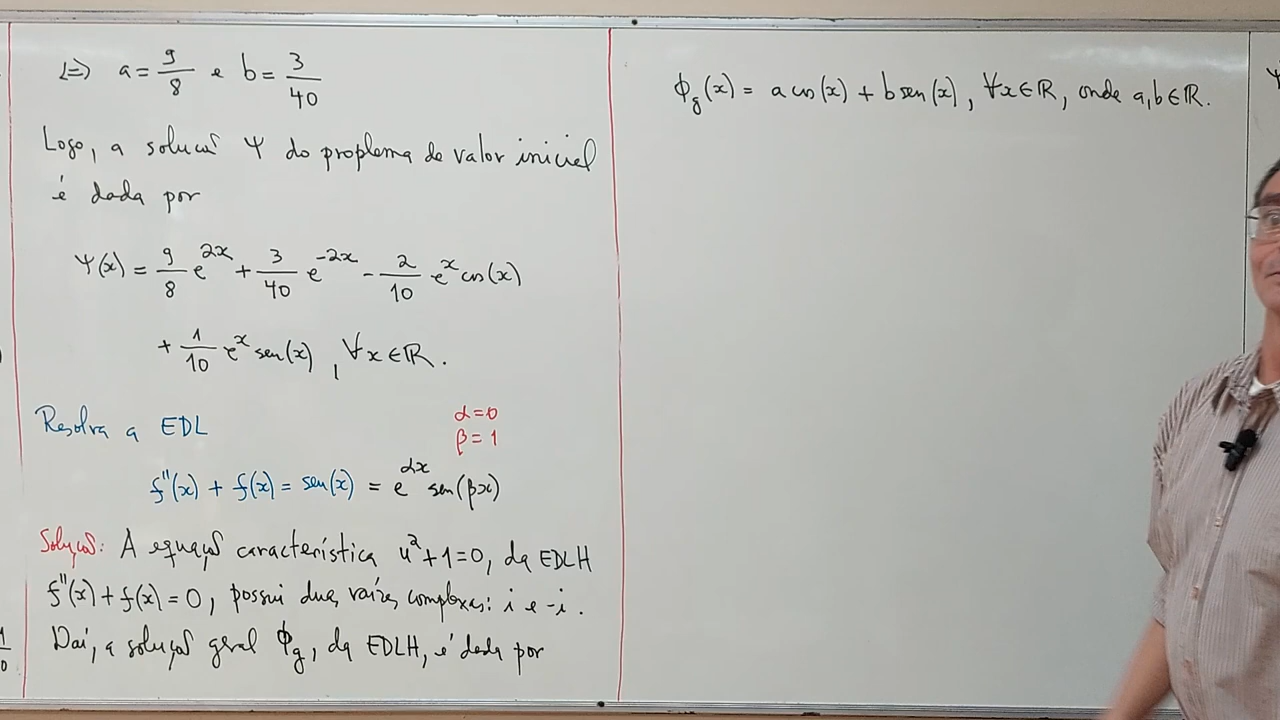 ⇔ a = 9/8 e b = 3/40
Logo, a solução Ψ do proplema de valor inicial
é dada por
Ψ(x) = 9/8 e^{2x} + 3/40 e^{-2x} - 2/10 e^x cos(x)
+ 1/10 e^x sen(x), ∀x∈ℝ.
Resolva a EDL
α=0
β=1
f''(x) + f(x) = sen(x) = e^{αx} sen(βx)
Solução: A equação característica u²+1=0, da EDLH
f''(x) + f(x) = 0, possui duas raízes complexas: i e -i.
Daí, a solução geral ϕ_g, da EDLH, é dada por
ϕ_g(x) = a cos(x) + b sen(x), ∀x∈ℝ, onde a,b∈ℝ.